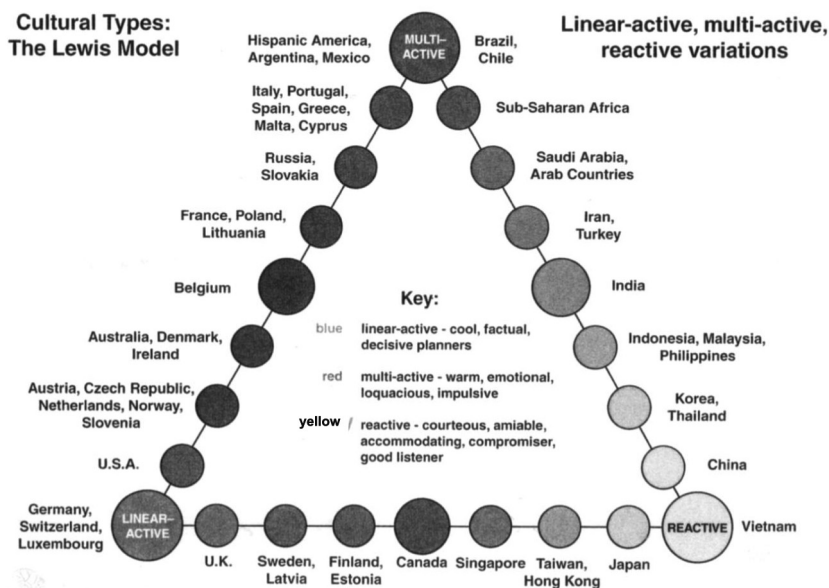 Cultural Types:
The Lewis Model
Linear-active, multi-active,
reactive variations
Hispanic America,
Argentina, Mexico
MULTI-
ACTIVE
Brazil,
Chile
Italy, Portugal,
Spain, Greece,
Malta, Cyprus
Sub-Saharan Africa
Russia,
Slovakia
Saudi Arabia,
Arab Countries
France, Poland,
Lithuania
Iran,
Turkey
Belgium
India
Key:
blue linear-active - cool, factual,
decisive planners
red multi-active - warm, emotional,
loquacious, impulsive
yellow reactive - courteous, amiable,
accommodating, compromiser,
good listener
Australia, Denmark,
Ireland
Indonesia, Malaysia,
Philippines
Austria, Czech Republic,
Netherlands, Norway,
Slovenia
Korea,
Thailand
U.S.A.
China
Germany,
Switzerland,
Luxembourg
LINEAR-
ACTIVE
U.K.
Sweden,
Latvia
Finland,
Estonia
Canada
Singapore
Taiwan,
Hong Kong
Japan
REACTIVE
Vietnam